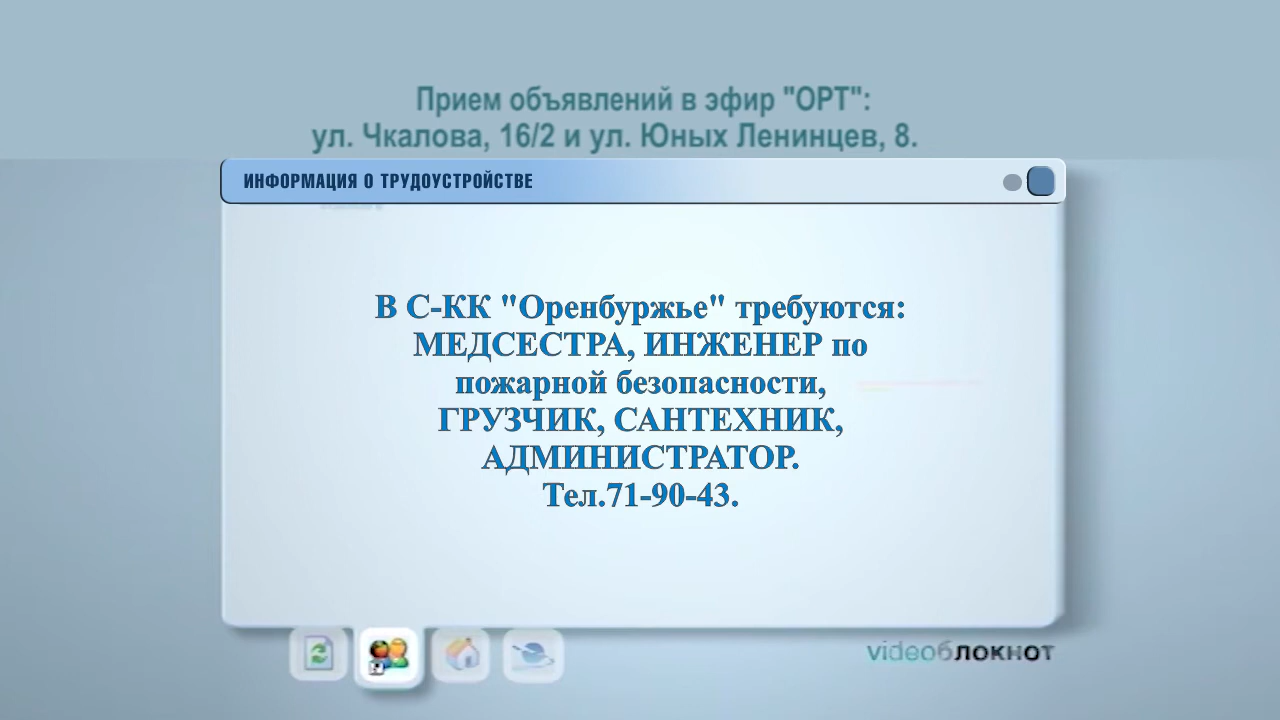 Прием объявлений в эфир "ОРТ":
ул. Чкалова, 16/2 и ул. Юных Ленинцев, 8.
ИНФОРМАЦИЯ О ТРУДОУСТРОЙСТВЕ
В С-КК "Оренбуржье" требуются:
МЕДСЕСТРА, ИНЖЕНЕР по
пожарной безопасности,
ГРУЗЧИК, САНТЕХНИК,
АДМИНИСТРАТОР.
Тел.71-90-43.
videoблокнот